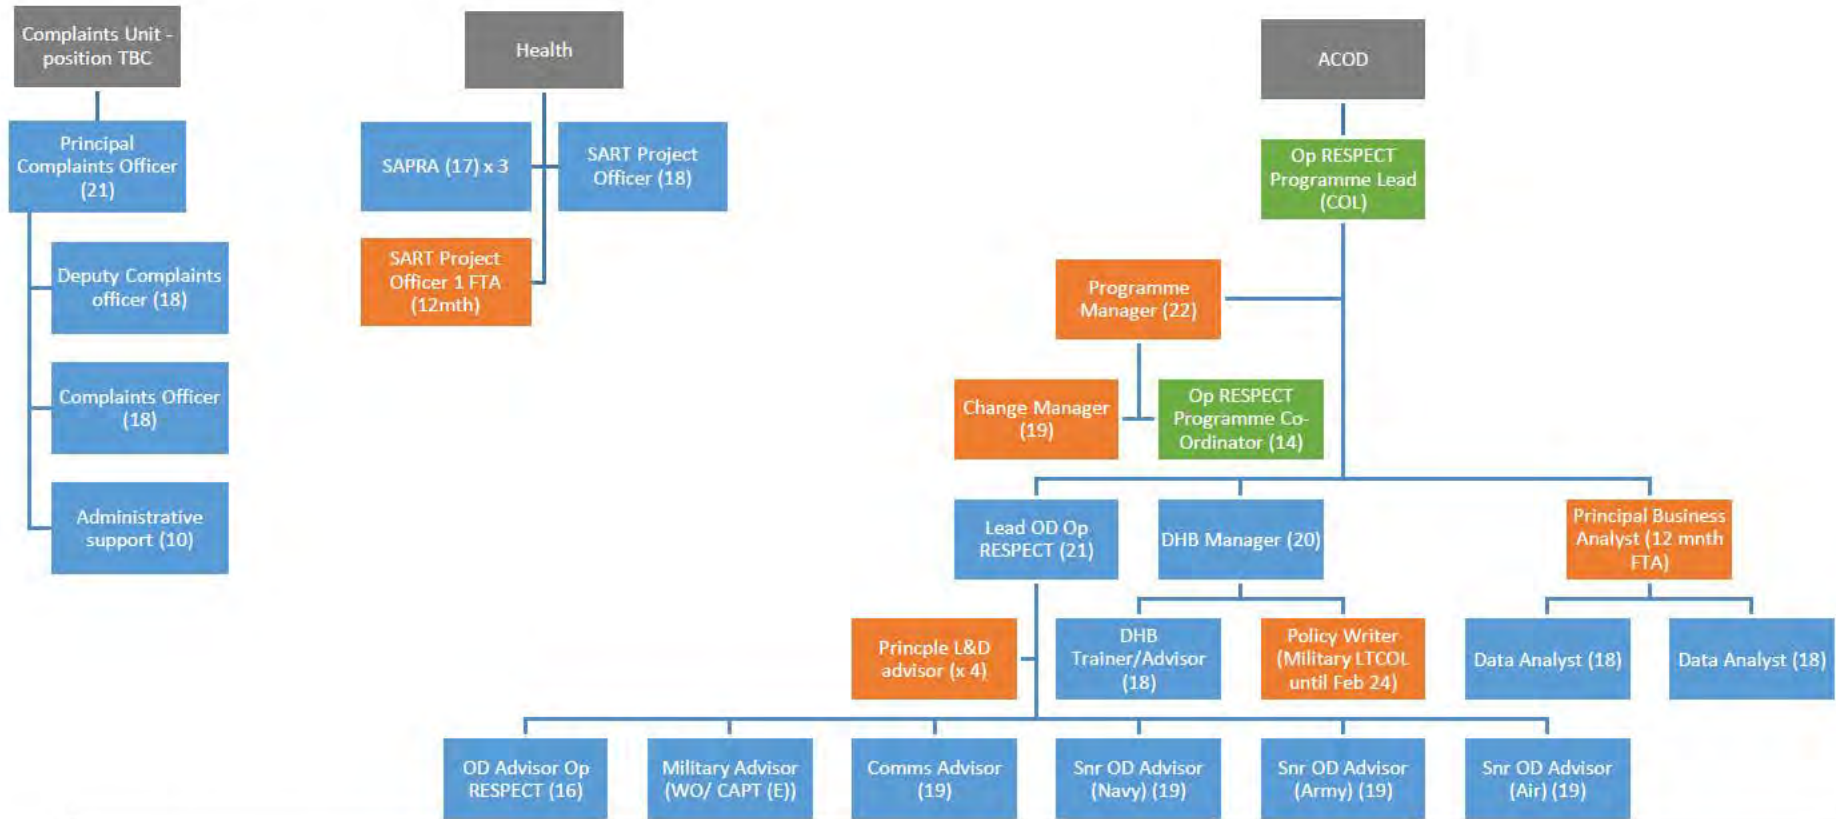 Complaints Unit -
position TBC
Principal
Complaints Officer
(21)
Deputy Complaints
officer (18)
Complaints Officer
(18)
Administrative
support (10)
Health
SAPRA (17) x 3
SART Project
Officer (18)
SART Project
Officer 1 FTA
(12mth)
ACOD
Op RESPECT
Programme Lead
(COL)
Programme
Manager (22)
Change Manager
(19)
Op RESPECT
Programme Co-
Ordinator (14)
Lead OD Op
RESPECT (21)
DHB Manager (20)
Principal Business
Analyst (12 mnth
FTA)
Princple L&D
advisor (x 4)
DHB
Trainer/Advisor
(18)
Policy Writer
(Military LTCOL
until Feb 24)
Data Analyst (18)
Data Analyst (18)
OD Advisor Op
RESPECT (16)
Military Advisor
(WO/ CAPT (E))
Comms Advisor
(19)
Snr OD Advisor
(Navy) (19)
Snr OD Advisor
(Army) (19)
Snr OD Advisor
(Air) (19)